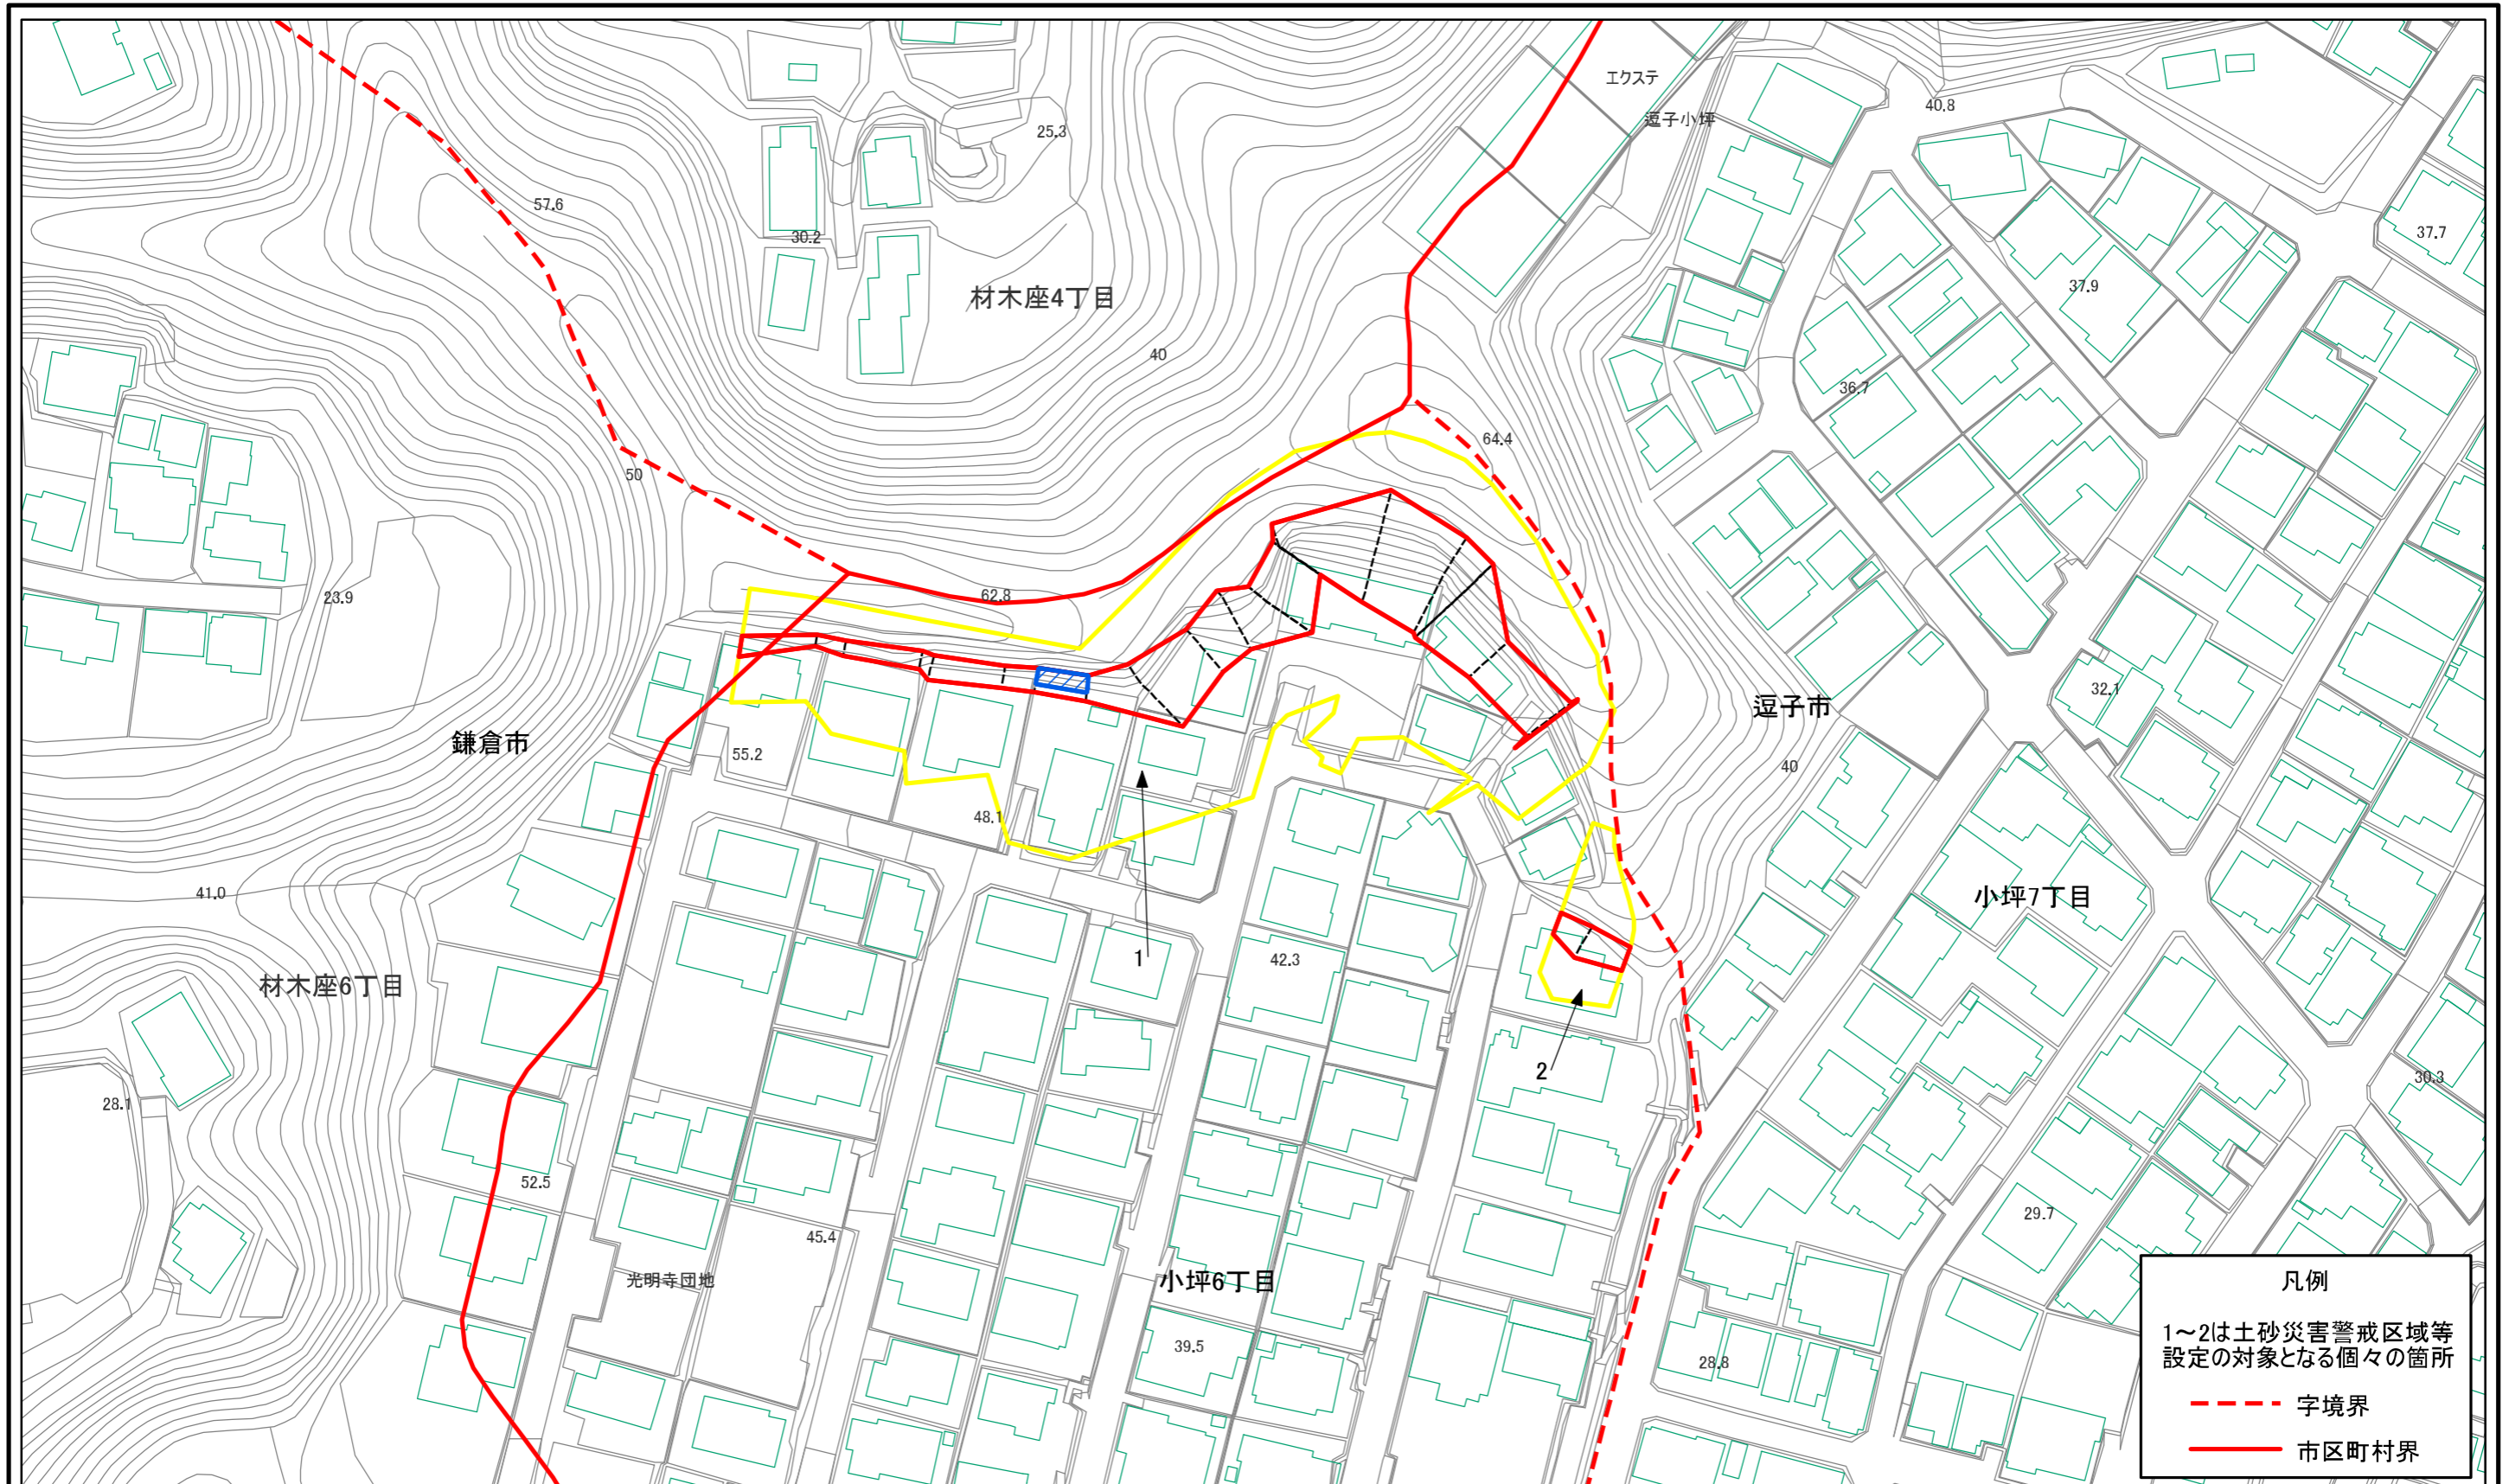 エクステ
逗子小坪
40.8
25.3
57.6
30.2
37.7
37.9
材木座4丁目
40
36.7
64.4
50
23.9
62.8
32.1
逗子市
鎌倉市
55.2
40
48.1
41.0
小坪7丁目
1
42.3
材木座6丁目
2
30.3
28.1
52.5
29.7
45.4
光明寺団地
小坪6丁目
39.5
28.8
凡例
1～2は土砂災害警戒区域等
設定の対象となる個々の箇所
字境界
市区町村界